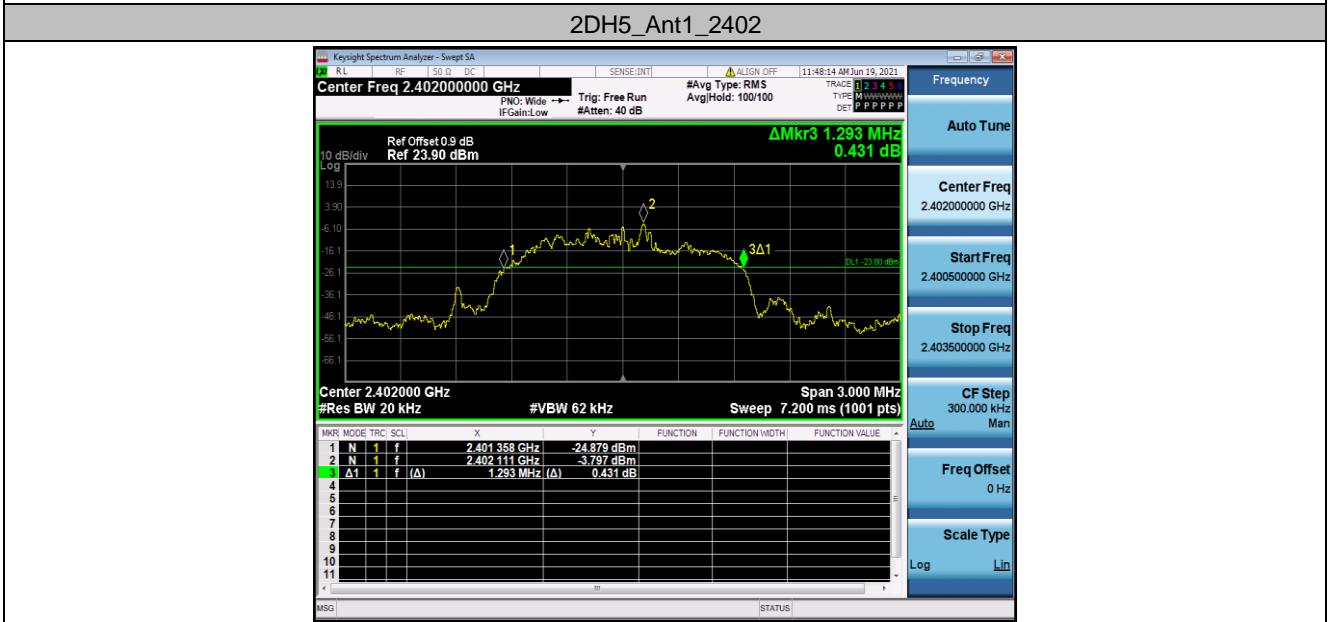 2DH5_Ant1_2402
Keysight Spectrum Analyzer - Swept SA
RL RF 50 Ω DC SENSE:INT ALIGN OFF 11:48:14 AM Jun 19, 2021
Center Freq 2.402000000 GHz
PNO: Wide
IFGain:Low
Trig: Free Run
#Atten: 40 dB
#Avg Type: RMS
Avg|Hold: 100/100
TRACE 1 2 3 4 5 6
TYPE M
DET P P P P P P
Frequency
Ref Offset 0.9 dB
10 dB/div Ref 23.90 dBm
Log
ΔMkr3 1.293 MHz
0.431 dB
13.9
3.90
-6.10
-16.1
-26.1
-36.1
-46.1
-56.1
-66.1
1
2
3Δ1
DL1 -23.80 dBm
Center 2.402000 GHz Span 3.000 MHz
#Res BW 20 kHz #VBW 62 kHz Sweep 7.200 ms (1001 pts)
MKR MODE TRC SCL X Y FUNCTION FUNCTION WIDTH FUNCTION VALUE
1 N 1 f 2.401 358 GHz -24.879 dBm
2 N 1 f 2.402 111 GHz -3.797 dBm
3 Δ1 1 f (Δ) 1.293 MHz (Δ) 0.431 dB
4
5
6
7
8
9
10
11
MSG STATUS
Auto Tune
Center Freq
2.402000000 GHz
Start Freq
2.400500000 GHz
Stop Freq
2.403500000 GHz
CF Step
300.000 kHz
Auto Man
Freq Offset
0 Hz
Scale Type
Log Lin